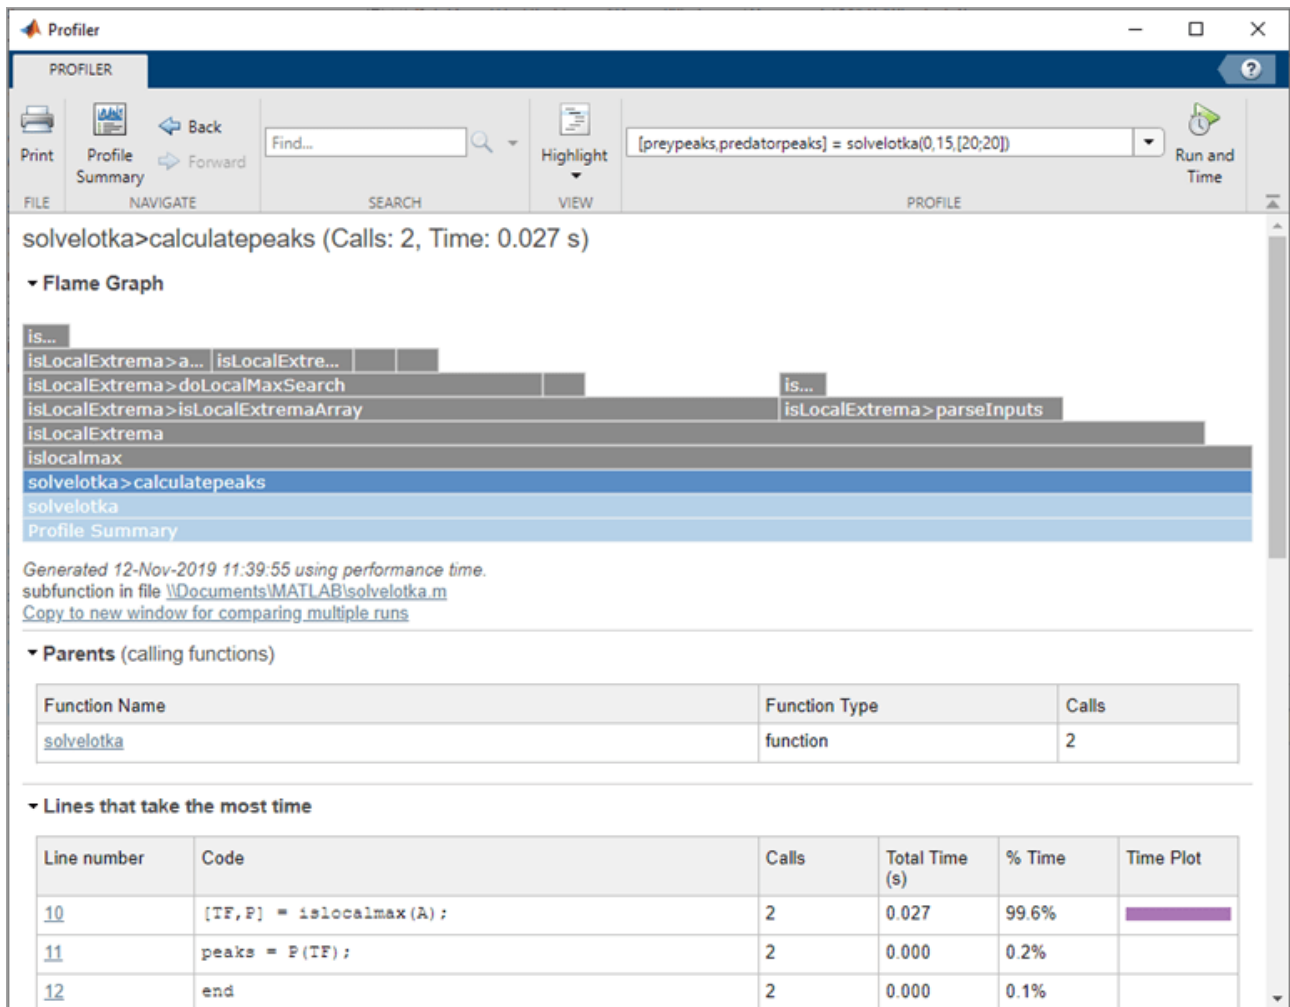 Profiler
PROFILER
Print
Profile Summary
Back
Forward
Find...
Highlight
[preypeaks,predatorpeaks] = solvelotka(0,15,[20;20])
Run and Time
FILE NAVIGATE SEARCH VIEW PROFILE
solvelotka>calculatepeaks (Calls: 2, Time: 0.027 s)
Flame Graph
is...
isLocalExtrema>a... isLocalExtre...
isLocalExtrema>doLocalMaxSearch is...
isLocalExtrema>isLocalExtremaArray isLocalExtrema>parseInputs
isLocalExtrema
islocalmax
solvelotka>calculatepeaks
solvelotka
Profile Summary
Generated 12-Nov-2019 11:39:55 using performance time.
subfunction in file \\Documents\MATLAB\solvelotka.m
Copy to new window for comparing multiple runs
Parents (calling functions)
Function Name Function Type Calls
solvelotka function 2
Lines that take the most time
Line number Code Calls Total Time (s) % Time Time Plot
10 [TF,P] = islocalmax(A); 2 0.027 99.6%
11 peaks = P(TF); 2 0.000 0.2%
12 end 2 0.000 0.1%